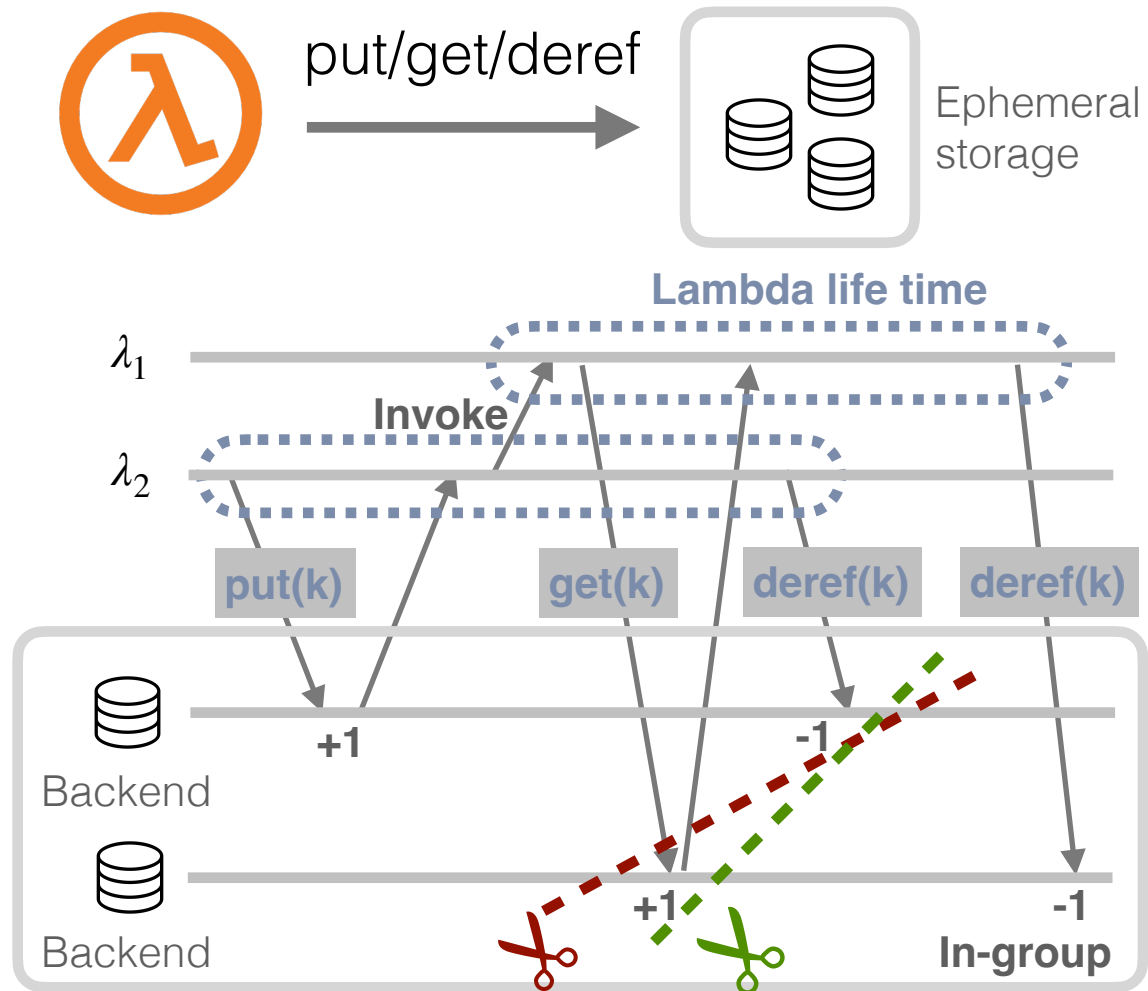 λ
put/get/deref
Ephemeral
storage
Lambda life time
λ1
Invoke
λ2
put(k)
get(k)
deref(k)
deref(k)
+1
-1
Backend
+1
-1
Backend
In-group